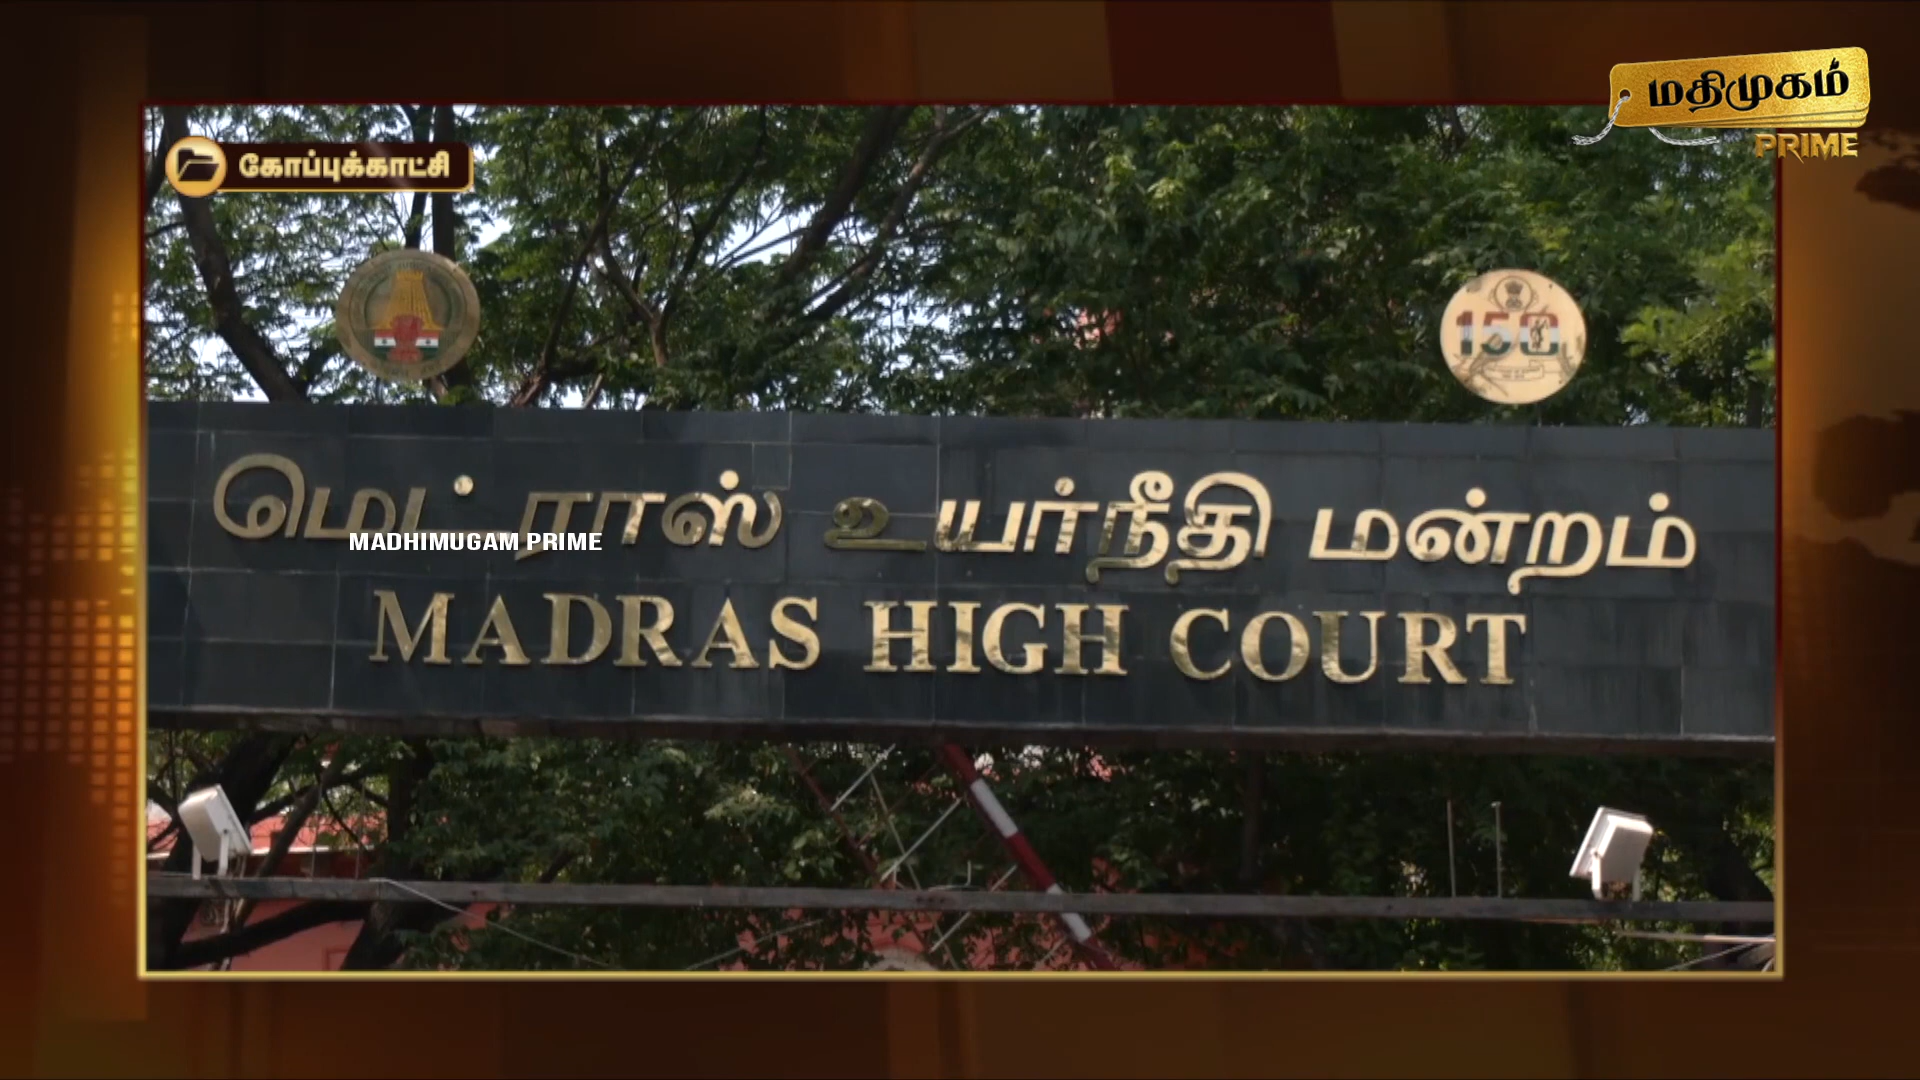 மதிமுகம்
PRIME
கோப்புக்காட்சி
150
மெட்ராஸ் உயர்நீதி மன்றம்
MADHIMUGAM PRIME
MADRAS HIGH COURT